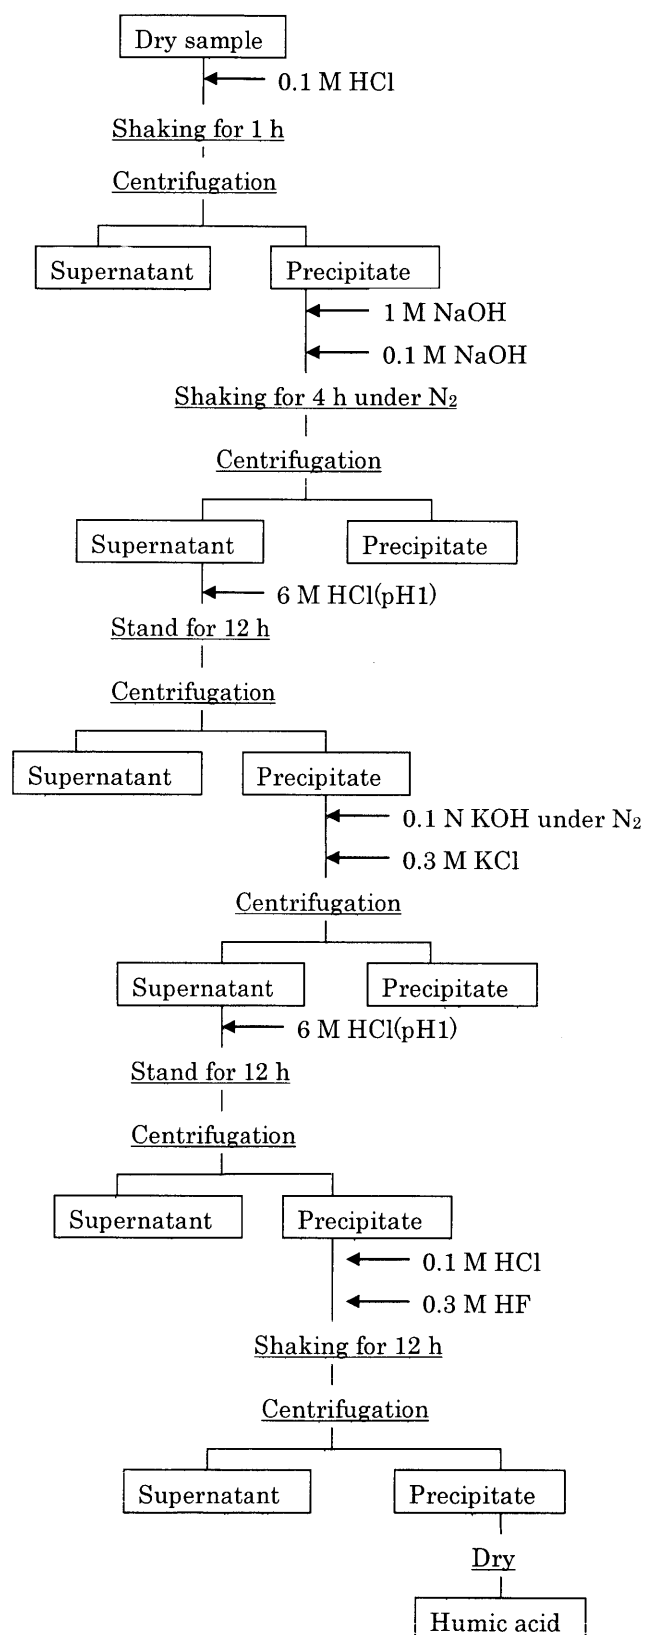 Dry sample
0.1 M HCl
Shaking for 1 h
Centrifugation
Supernatant
Precipitate
1 M NaOH
0.1 M NaOH
Shaking for 4 h under N₂
Centrifugation
Supernatant
Precipitate
6 M HCl(pH1)
Stand for 12 h
Centrifugation
Supernatant
Precipitate
0.1 N KOH under N₂
0.3 M KCl
Centrifugation
Supernatant
Precipitate
6 M HCl(pH1)
Stand for 12 h
Centrifugation
Supernatant
Precipitate
0.1 M HCl
0.3 M HF
Shaking for 12 h
Centrifugation
Supernatant
Precipitate
Dry
Humic acid